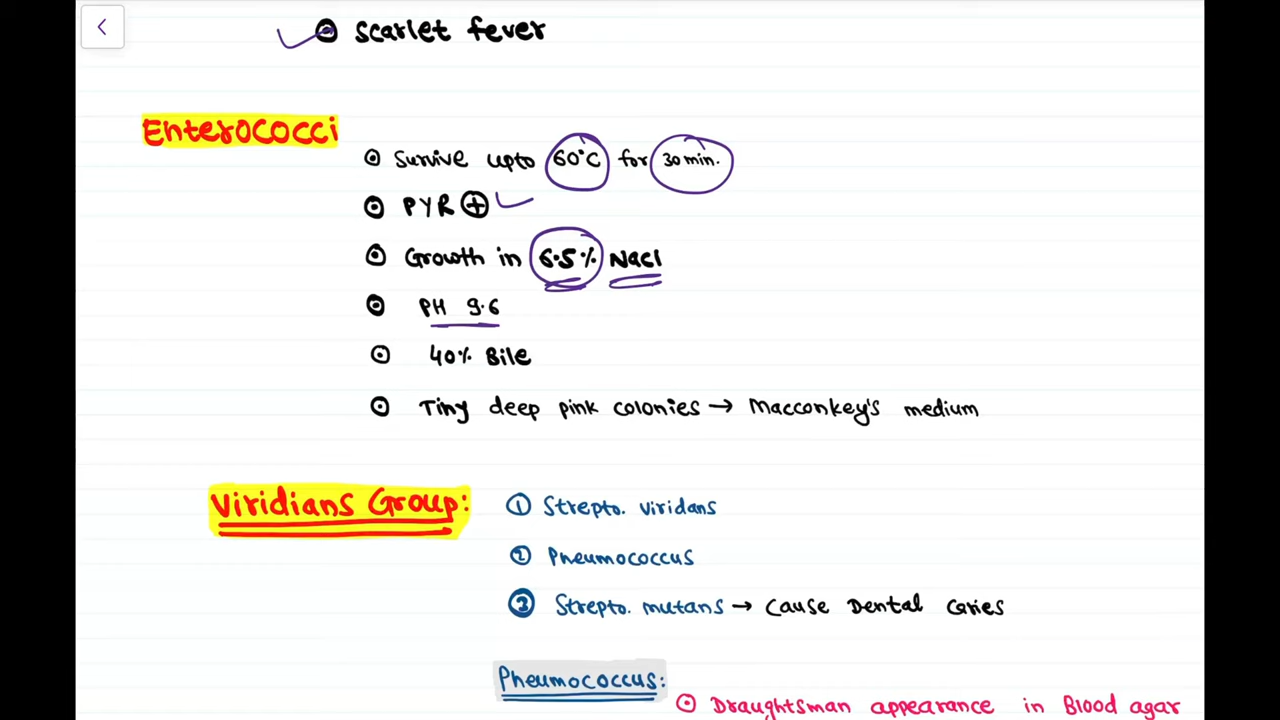 Scarlet fever
Enterococci
Survive upto 60°C for 30 min.
PYR ⊕
Growth in 6.5% Nacl
PH 9.6
40% Bile
Tiny deep pink colonies → Macconkey's medium
Viridians Group:
① Strepto. viridans
② Pneumococcus
③ Strepto. mutans → Cause Dental Caries
Pneumococcus:
Draughtsman appearance in Blood agar